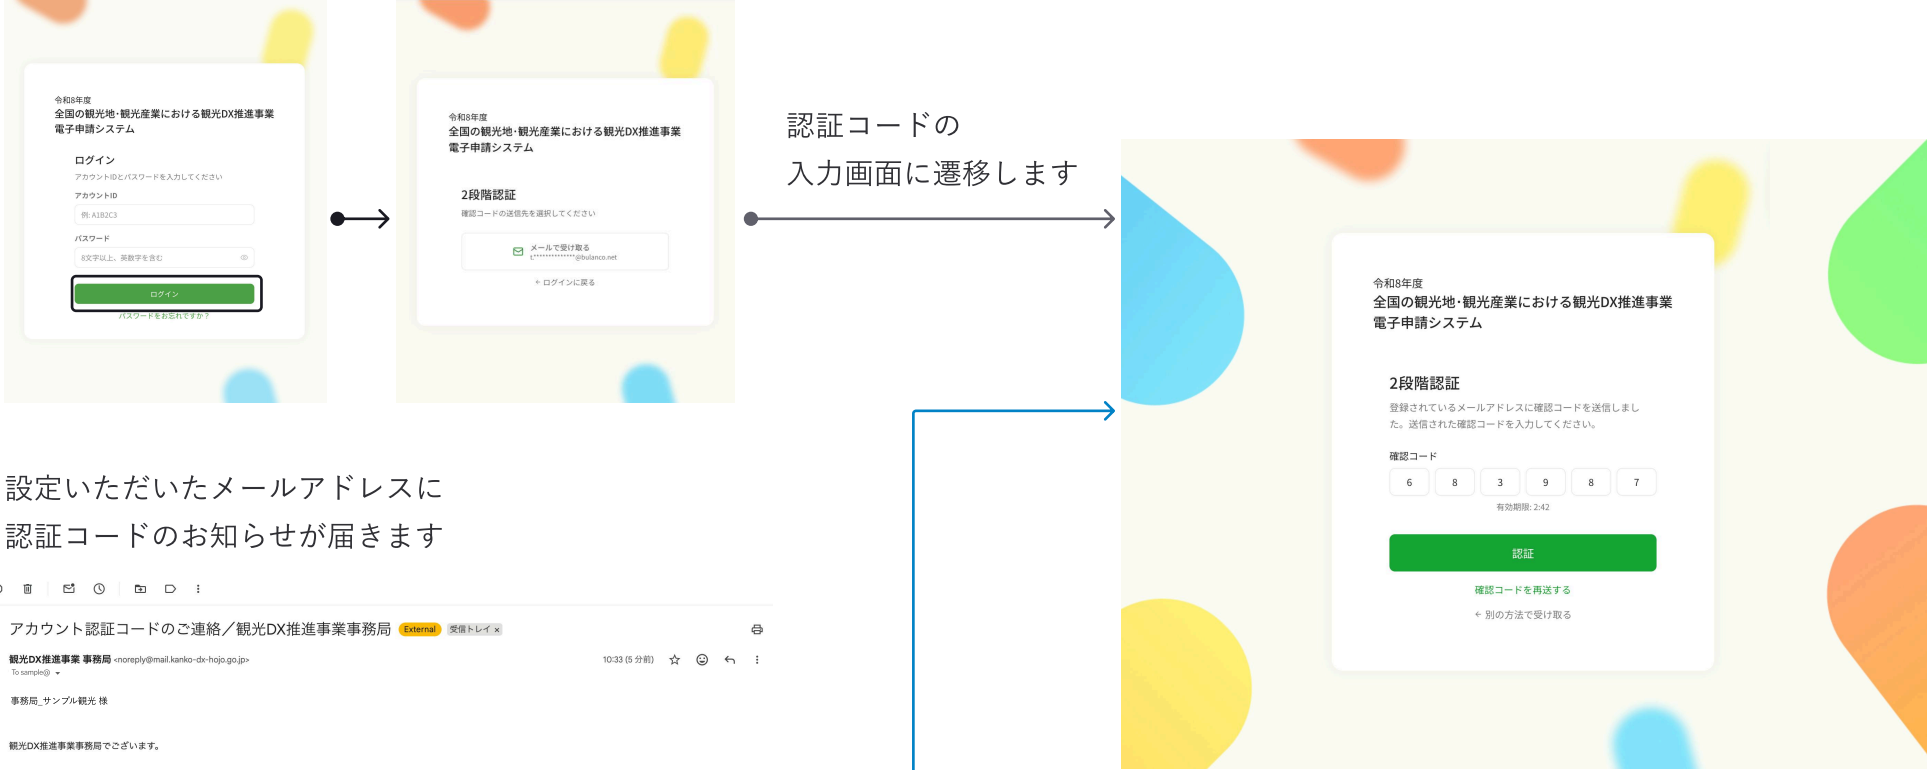 令和8年度
全国の観光地･観光産業における観光DX推進事業
電子申請システム
ログイン
アカウントIDとパスワードを入力してください
アカウントID
例: A1B2C3
パスワード
8文字以上、英数字を含む
ログイン
パスワードをお忘れですか？
令和8年度
全国の観光地･観光産業における観光DX推進事業
電子申請システム
2段階認証
確認コードの送信先を選択してください
メールで受け取る
t**************@bulanco.net
← ログインに戻る
認証コードの
入力画面に遷移します
令和8年度
全国の観光地･観光産業における観光DX推進事業
電子申請システム
2段階認証
登録されているメールアドレスに確認コードを送信しまし
た。送信された確認コードを入力してください。
確認コード
6 8 3 9 8 7
有効期限: 2:42
認証
確認コードを再送する
← 別の方法で受け取る
設定いただいたメールアドレスに
認証コードのお知らせが届きます
アカウント認証コードのご連絡／観光DX推進事業事務局 External 受信トレイ ×
観光DX推進事業 事務局 <noreply@mail.kanko-dx-hojo.go.jp> 10:33 (5 分前)
To sample@
事務局_サンプル観光 様
観光DX推進事業事務局でございます。